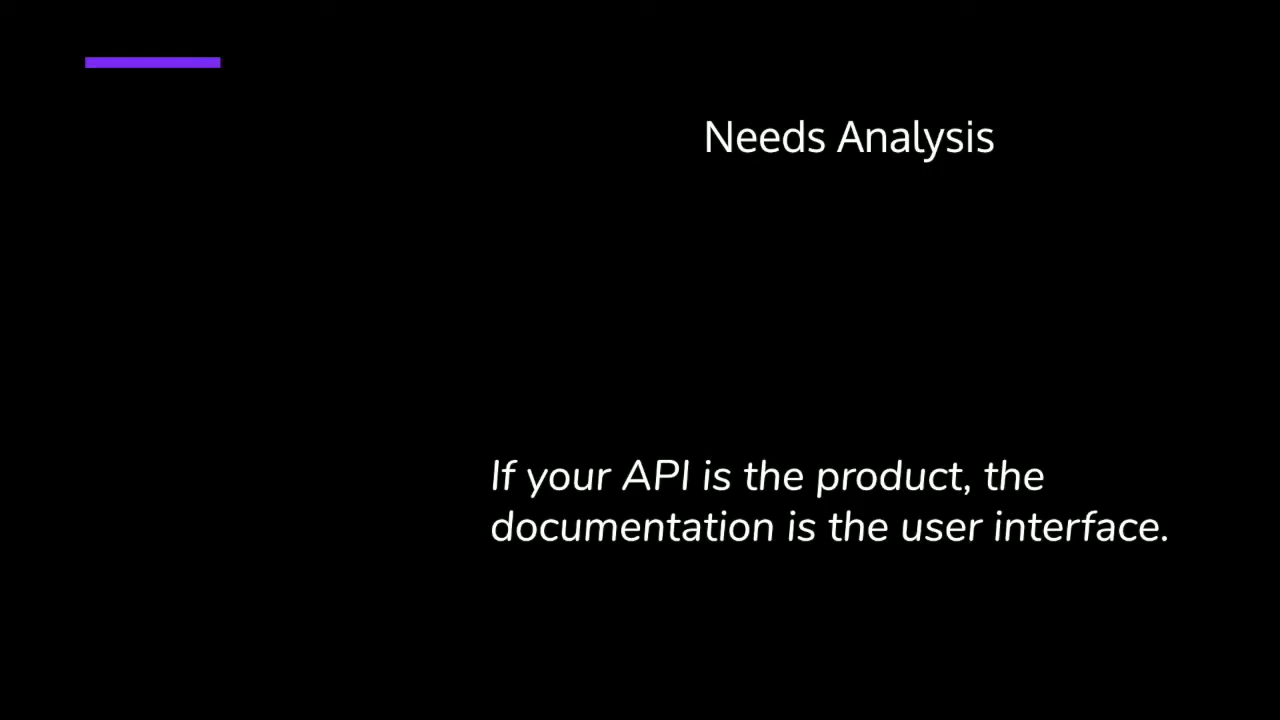 Needs Analysis
If your API is the product, the
documentation is the user interface.